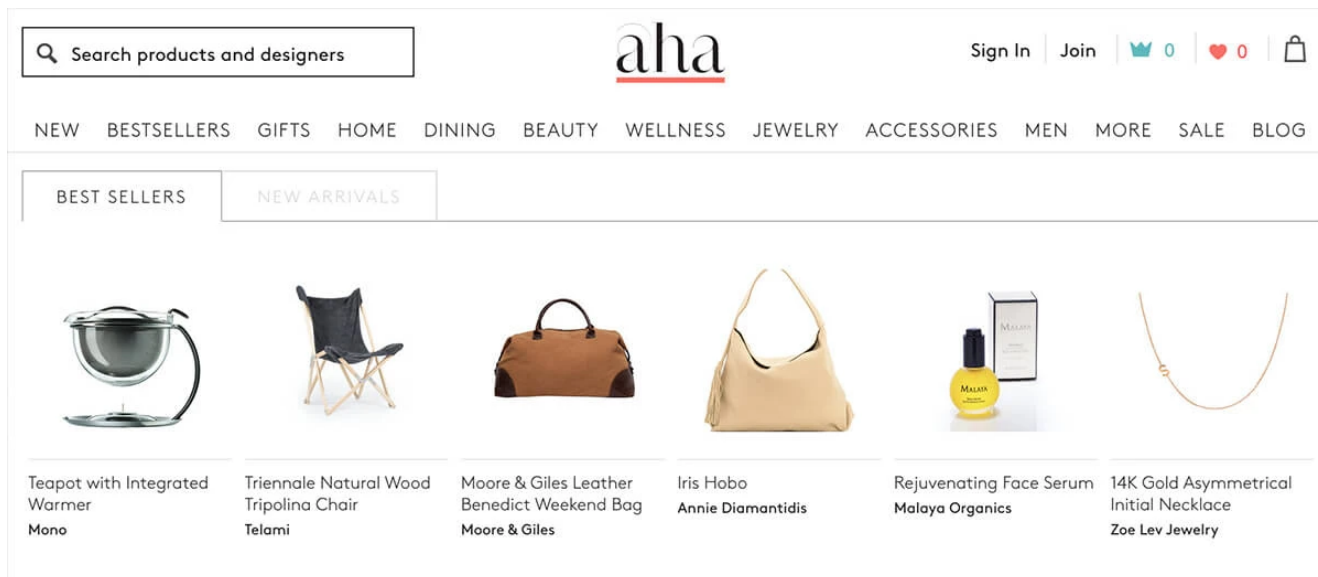 Search products and designers
aha
Sign In Join 0 0
NEW BESTSELLERS GIFTS HOME DINING BEAUTY WELLNESS JEWELRY ACCESSORIES MEN MORE SALE BLOG
BEST SELLERS NEW ARRIVALS
MALAYA
MALAYA
S
Teapot with Integrated
Warmer
Mono
Triennale Natural Wood
Tripolina Chair
Telami
Moore & Giles Leather
Benedict Weekend Bag
Moore & Giles
Iris Hobo
Annie Diamantidis
Rejuvenating Face Serum
Malaya Organics
14K Gold Asymmetrical
Initial Necklace
Zoe Lev Jewelry